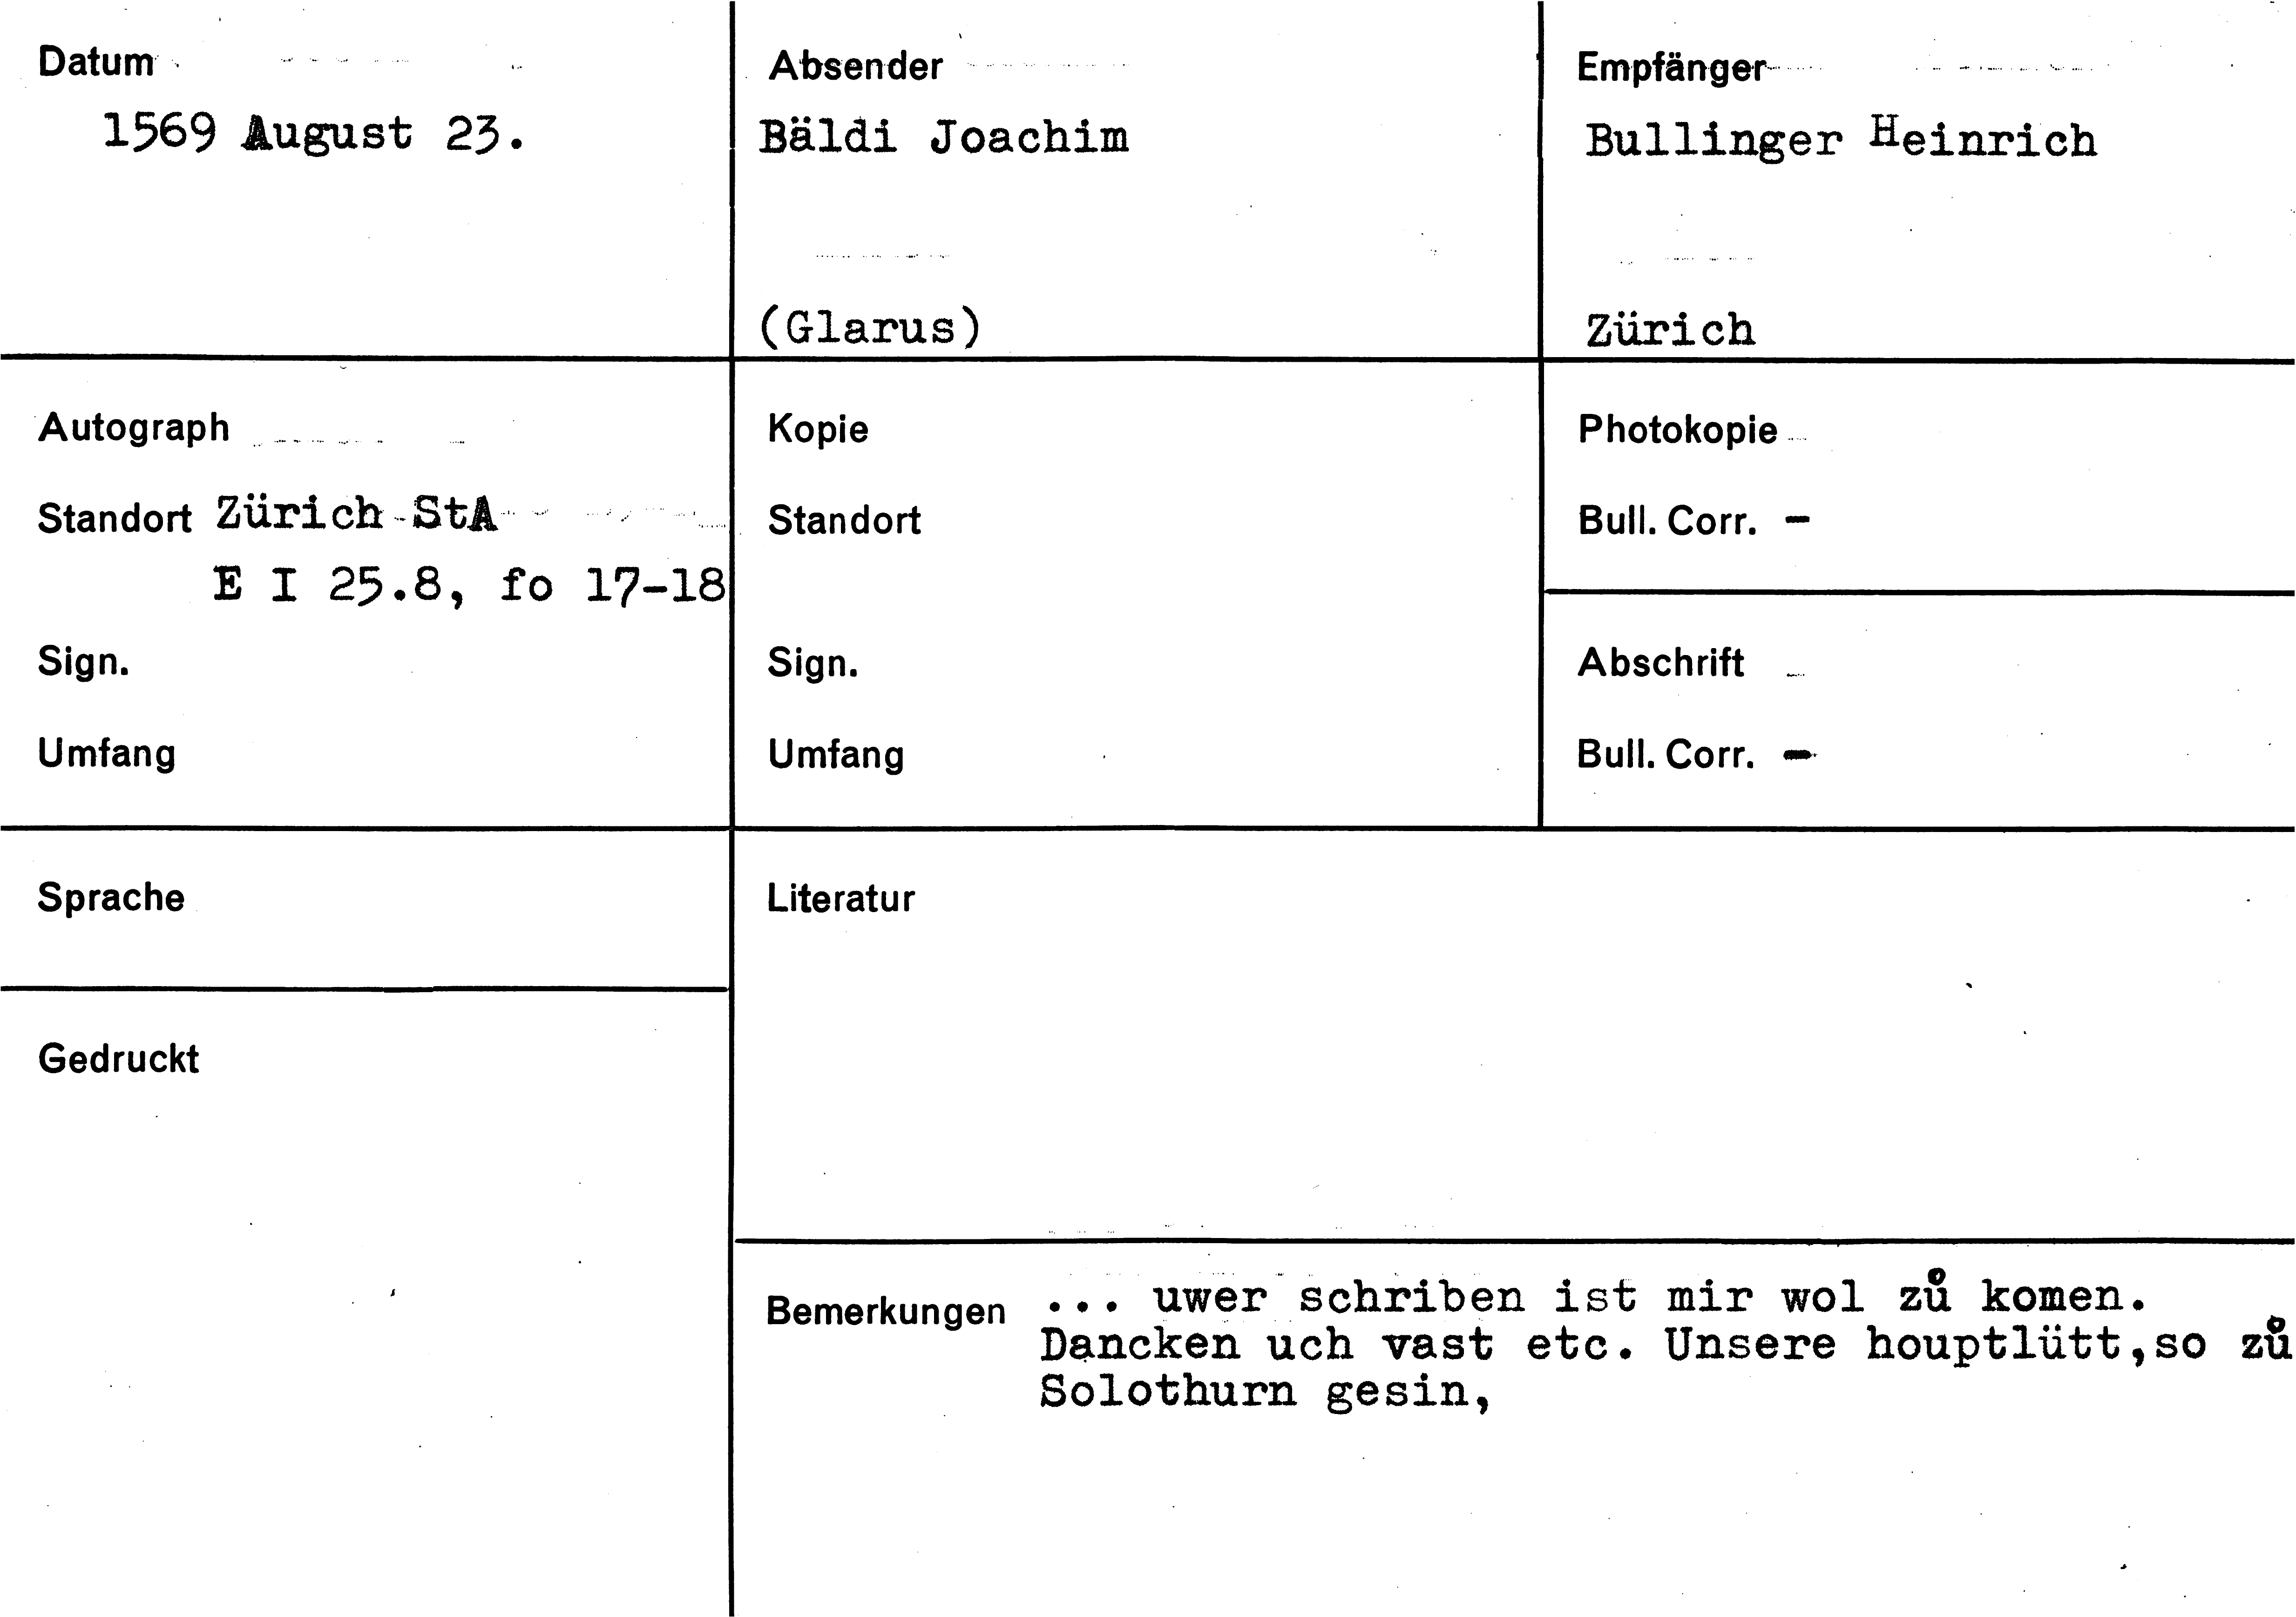 Datum
1569 August 23.
Absender
Bäldi Joachim
(Glarus)
Empfänger
Bullinger Heinrich
Zürich
Autograph
Standort Zürich StA
E I 25.8, fo 17-18
Sign.
Umfang
Kopie
Standort
Sign.
Umfang
Photokopie
Bull. Corr. -
Abschrift
Bull. Corr. -
Sprache
Gedruckt
Literatur
Bemerkungen ... uwer schriben ist mir wol zů komen.
Dancken uch vast etc. Unsere houptlütt,so zů
Solothurn gesin,